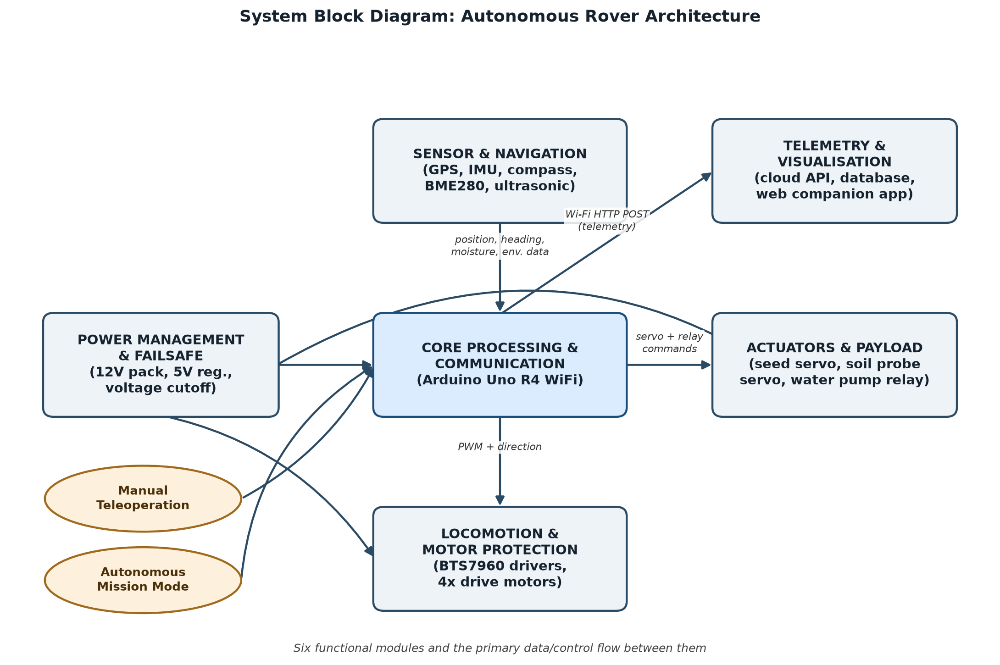 System Block Diagram: Autonomous Rover Architecture
SENSOR & NAVIGATION
(GPS, IMU, compass,
BME280, ultrasonic)
TELEMETRY &
VISUALISATION
(cloud API, database,
web companion app)
Wi-Fi HTTP POST
(telemetry)
position, heading,
moisture, env. data
POWER MANAGEMENT
& FAILSAFE
(12V pack, 5V reg.,
voltage cutoff)
CORE PROCESSING &
COMMUNICATION
(Arduino Uno R4 WiFi)
servo + relay
commands
ACTUATORS & PAYLOAD
(seed servo, soil probe
servo, water pump relay)
PWM + direction
Manual
Teleoperation
Autonomous
Mission Mode
LOCOMOTION &
MOTOR PROTECTION
(BTS7960 drivers,
4x drive motors)
Six functional modules and the primary data/control flow between them